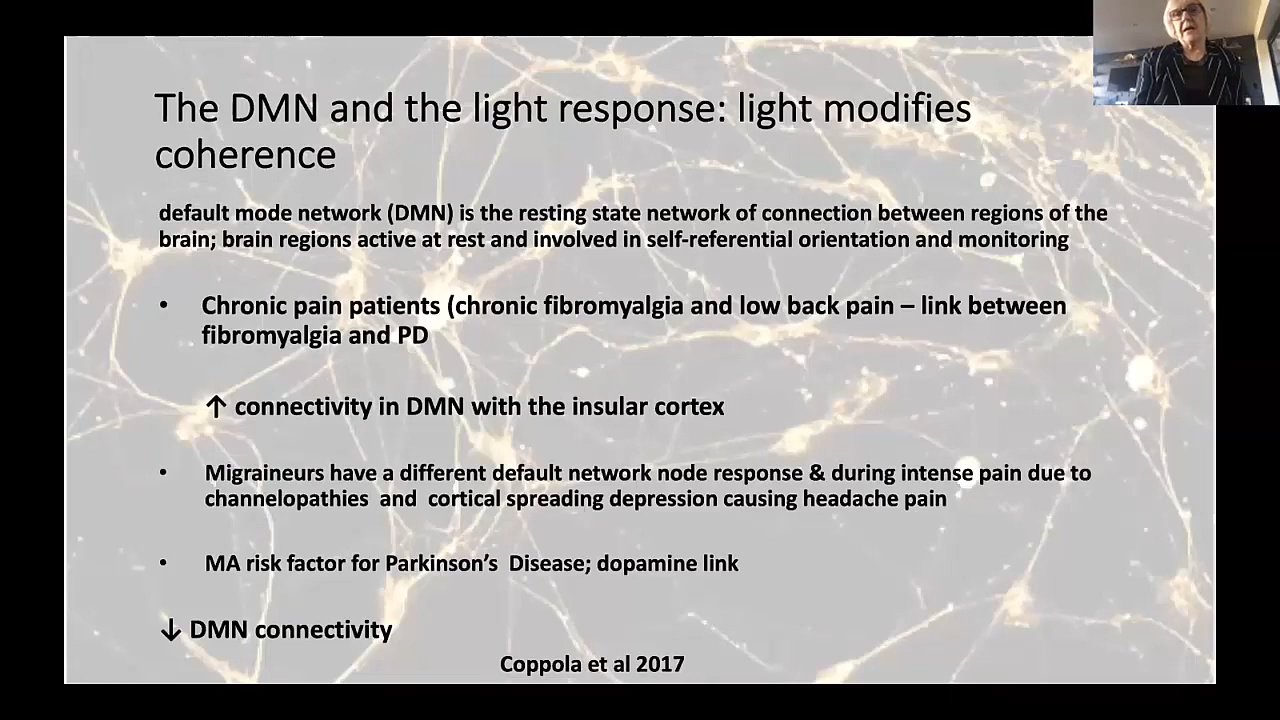 The DMN and the light response: light modifies
coherence
default mode network (DMN) is the resting state network of connection between regions of the
brain; brain regions active at rest and involved in self-referential orientation and monitoring
• Chronic pain patients (chronic fibromyalgia and low back pain – link between
fibromyalgia and PD
↑ connectivity in DMN with the insular cortex
• Migraineurs have a different default network node response & during intense pain due to
channelopathies  and  cortical spreading depression causing headache pain
• MA risk factor for Parkinson’s  Disease; dopamine link
↓ DMN connectivity
Coppola et al 2017